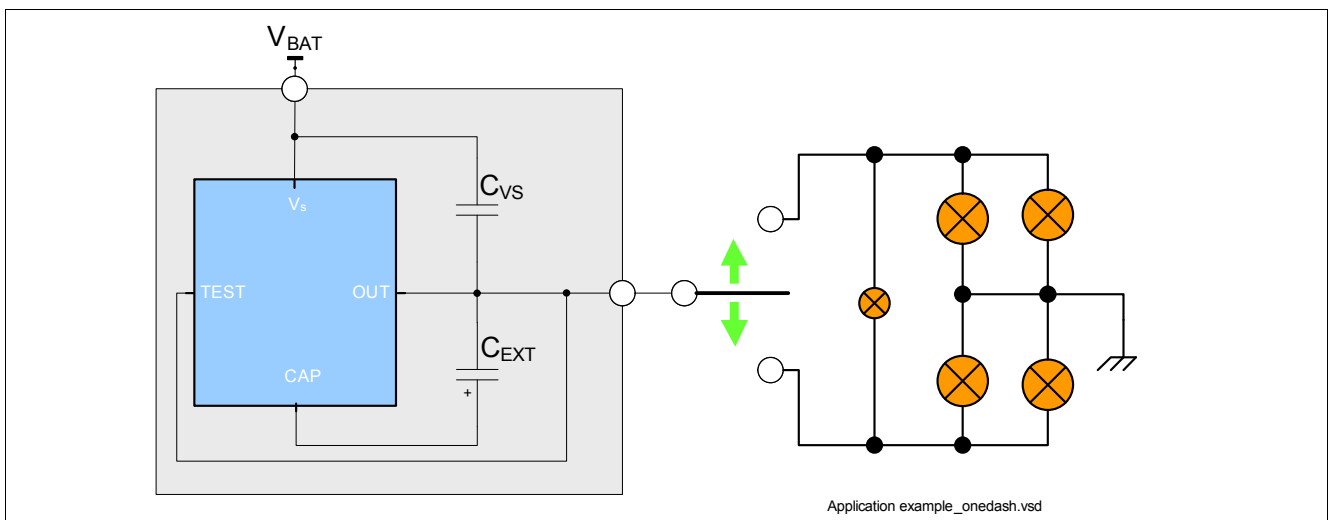 VBAT
CVS
Vs
TEST
OUT
CEXT
CAP
+
Application example_onedash.vsd